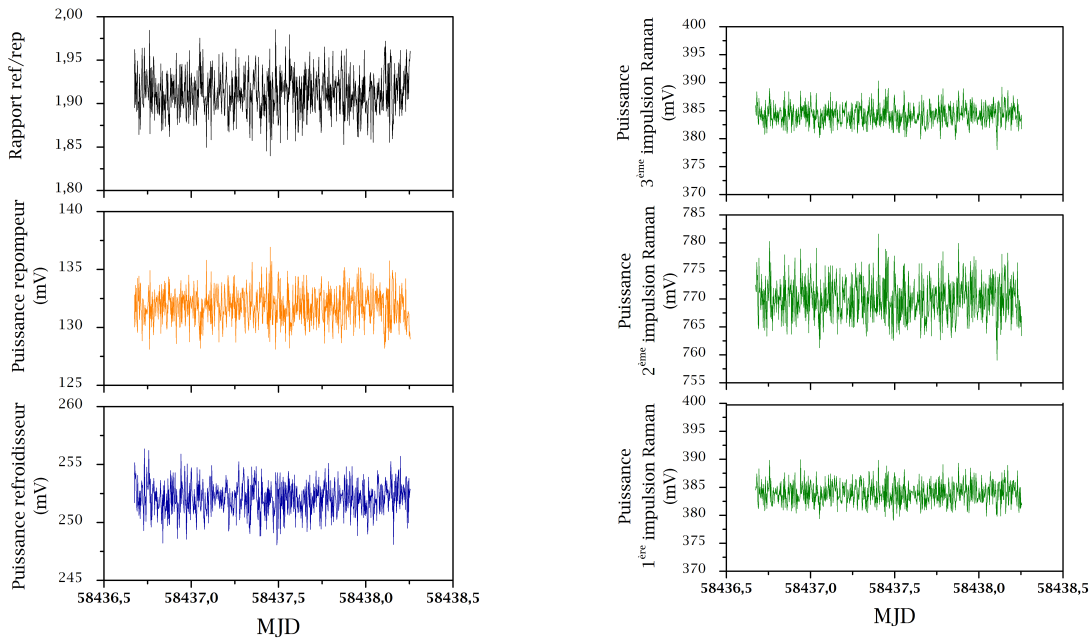 Rapport ref/rep
2,00
1,95
1,90
1,85
1,80
Puissance repompeur
(mV)
140
135
130
125
Puissance refroidisseur
(mV)
260
255
250
245
58436,5
58437,0
58437,5
58438,0
58438,5
MJD
Puissance
3ème impulsion Raman
(mV)
400
395
390
385
380
375
370
Puissance
2ème impulsion Raman
(mV)
785
780
775
770
765
760
755
Puissance
1ère impulsion Raman
(mV)
400
395
390
385
380
375
370
58436,5
58437,0
58437,5
58438,0
58438,5
MJD